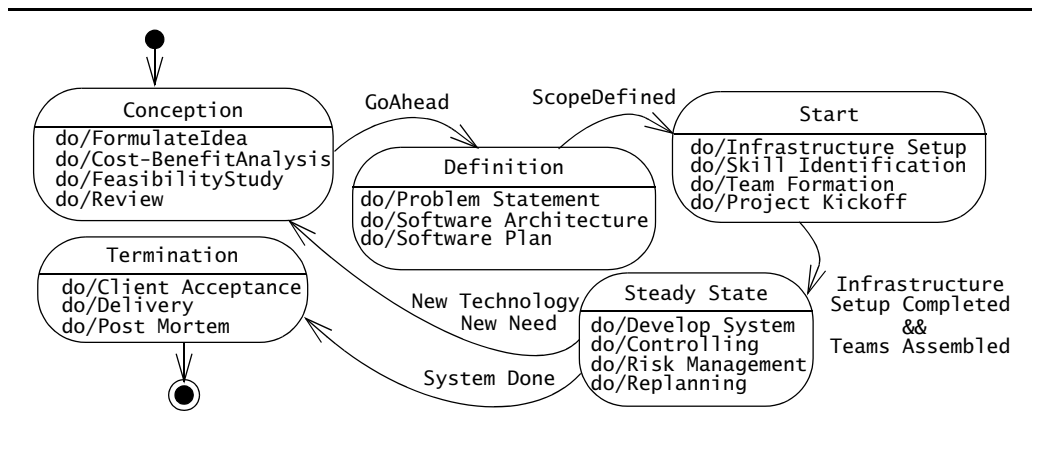 Conception
do/FormulateIdea
do/Cost-BenefitAnalysis
do/FeasibilityStudy
do/Review
GoAhead
Definition
do/Problem Statement
do/Software Architecture
do/Software Plan
ScopeDefined
Start
do/Infrastructure Setup
do/Skill Identification
do/Team Formation
do/Project Kickoff
Infrastructure
Setup Completed
&&
Teams Assembled
Steady State
do/Develop System
do/Controlling
do/Risk Management
do/Replanning
New Technology
New Need
System Done
Termination
do/Client Acceptance
do/Delivery
do/Post Mortem